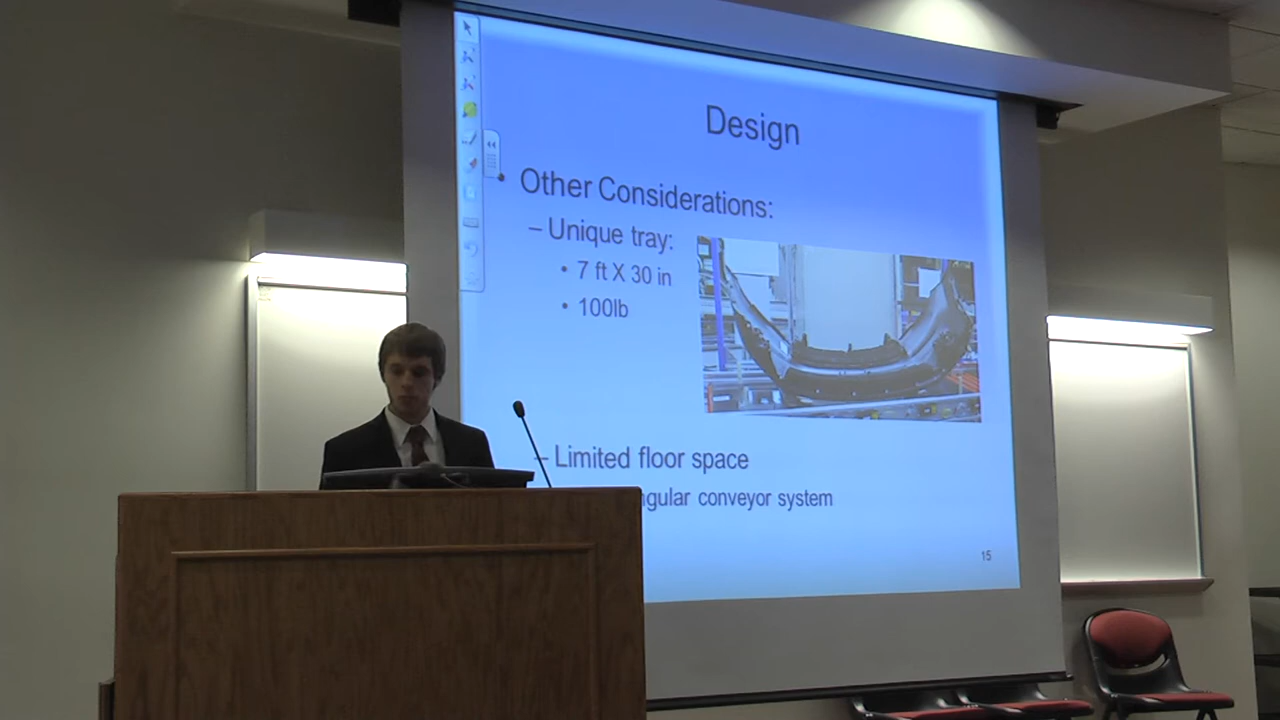 Design
• Other Considerations:
– Unique tray:
• 7 ft X 30 in
• 100lb
– Limited floor space
conveyor system
15